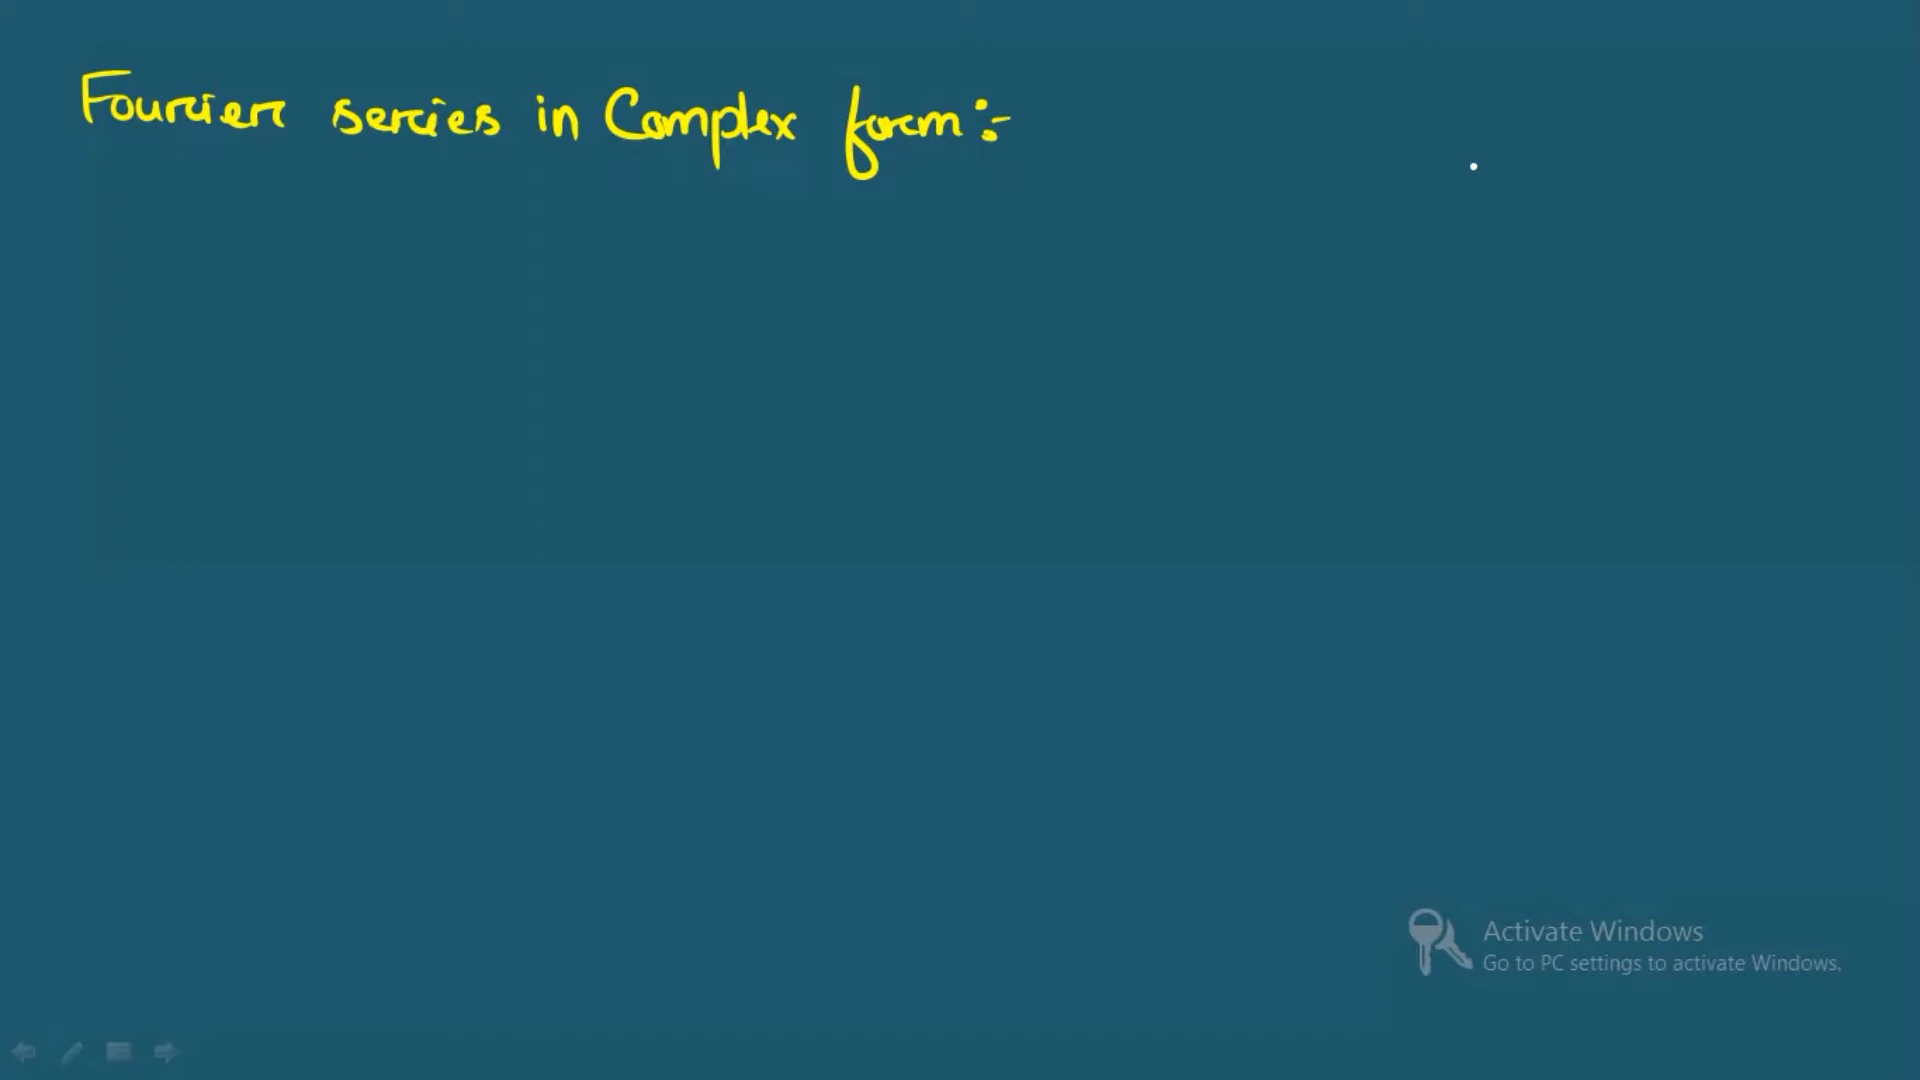 Fourier series in Complex form:-
Activate Windows
Go to PC settings to activate Windows.